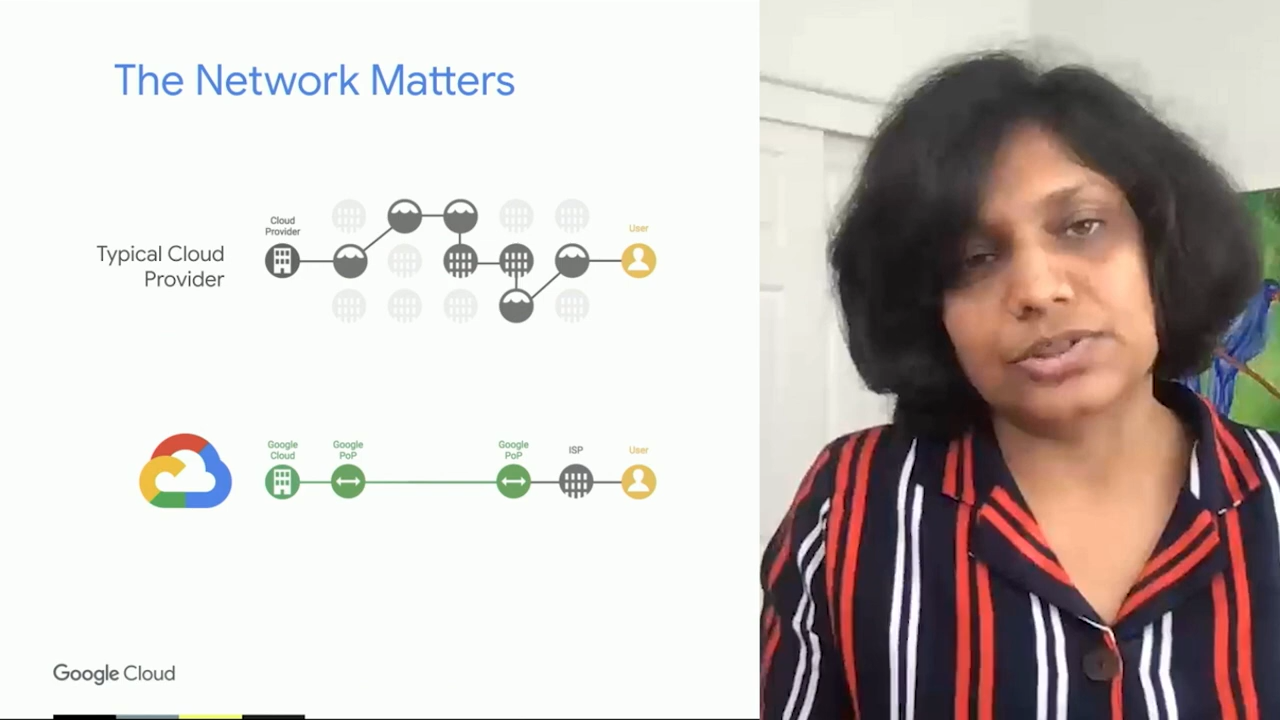 The Network Matters
Cloud
Provider
User
Typical Cloud
Provider
Google
Cloud
Google
PoP
Google
PoP
ISP
User
Google Cloud